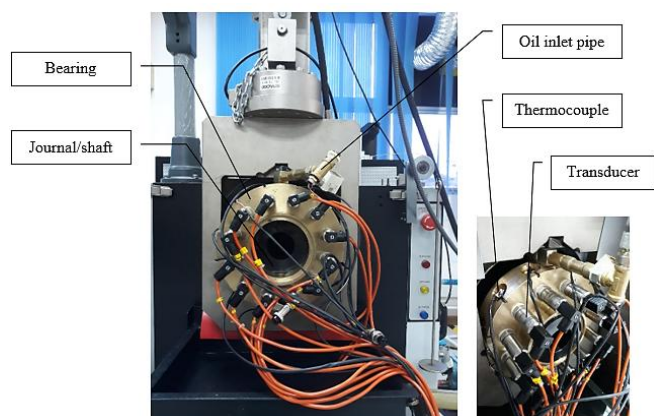 Oil inlet pipe
Bearing
Thermocouple
Journal/shaft
Transducer